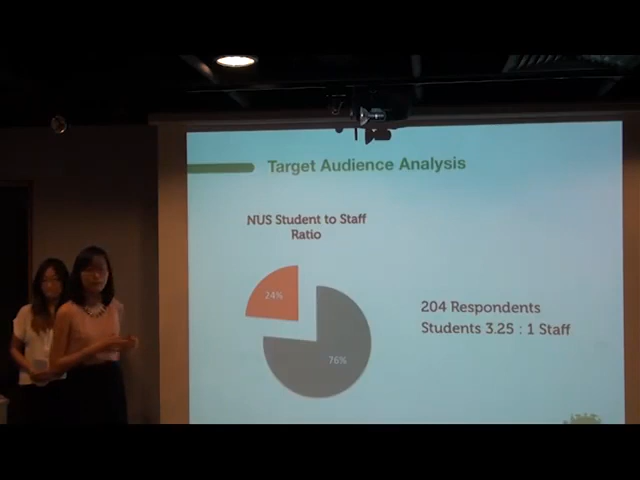 Target Audience Analysis
NUS Student to Staff
Ratio
24%
204 Respondents
Students 3.25 : 1 Staff
76%